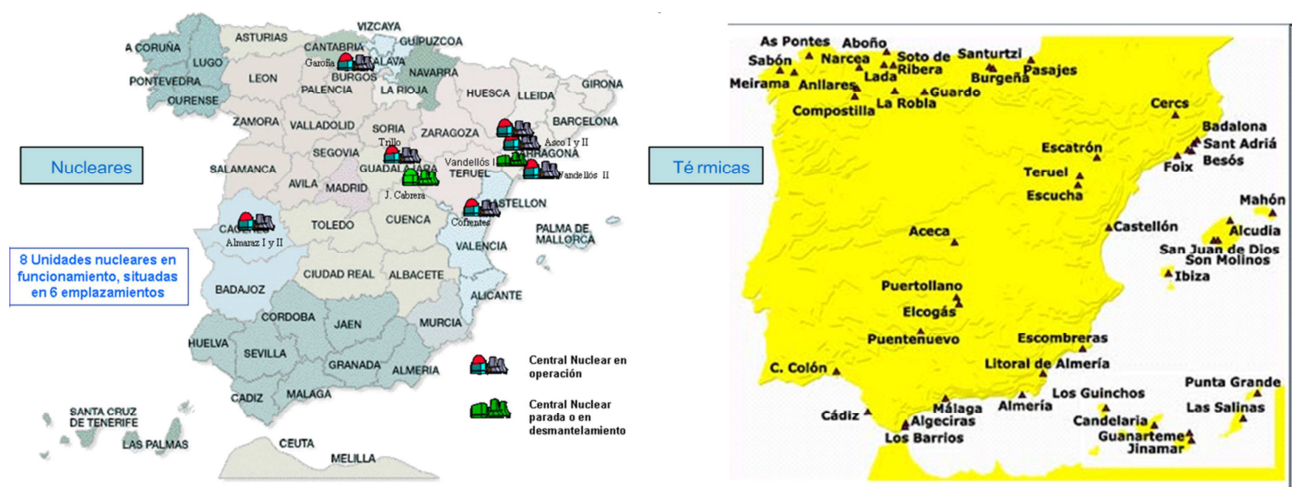 VIZCAYA
ASTURIAS
CANTABRIA
GUIPUZCOA
A CORUÑA
LUGO
Garoña
ALAVA
NAVARRA
PONTEVEDRA
LEON
BURGOS
GIRONA
OURENSE
PALENCIA
LA RIOJA
HUESCA
LLEIDA
ZAMORA
VALLADOLID
SORIA
ZARAGOZA
BARCELONA
Trillo
Asco I y II
Nucleares
SEGOVIA
GUADALAJARA
Vandellós I
TARRAGONA
SALAMANCA
TERUEL
Vandellós II
AVILA
MADRID
J. Cabrera
CASTELLON
TOLEDO
CUENCA
Cofrentes
CACERES
Almaraz I y II
PALMA DE
MALLORCA
VALENCIA
8 Unidades nucleares en
funcionamiento, situadas
en 6 emplazamientos
CIUDAD REAL
ALBACETE
BADAJOZ
ALICANTE
CORDOBA
JAEN
MURCIA
HUELVA
SEVILLA
GRANADA
ALMERIA
Central Nuclear en
operación
CADIZ
MALAGA
Central Nuclear
parada o en
desmantelamiento
SANTA CRUZ
DE TENERIFE
LAS PALMAS
CEUTA
MELILLA
Térmicas
As Pontes
Aboño
Sabón
Narcea
Soto de
Ribera
Santurtzi
Lada
Burgeña
Pasajes
Meirama
Anllares
La Robla
Guardo
Compostilla
Cercs
Badalona
Sant Adriá
Besós
Foix
Escatrón
Teruel
Escucha
Mahón
Castellón
Alcudia
Aceca
San Juan de Dios
Son Molinos
Ibiza
Puertollano
Elcogás
Puentenuevo
Escombreras
C. Colón
Litoral de Almería
Punta Grande
Los Guinchos
Cádiz
Málaga
Almería
Las Salinas
Algeciras
Candelaria
Los Barrios
Guanarteme
Jinamar